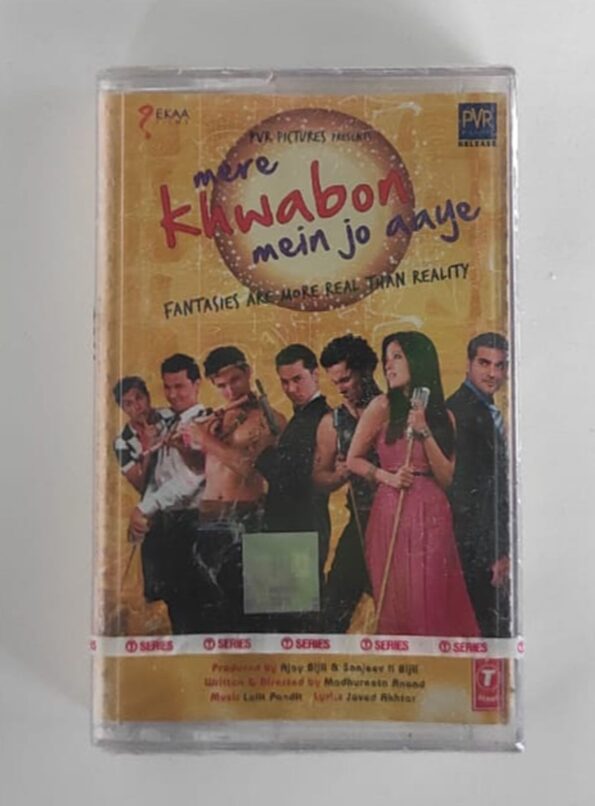 EKAA
FILMS
PVR
PICTURES
RELEASE
PVR PICTURES PRESENTS
mere
khwabon
mein jo aaye
FANTASIES ARE MORE REAL THAN REALITY
T SERIES T SERIES T SERIES T SERIES T SERIES
Produced by Ajay Bijli & Sanjeev K Bijli
Written & Directed by Madhureeta Anand
Music Lalit Pandit Lyrics Javed Akhtar
T
SERIES